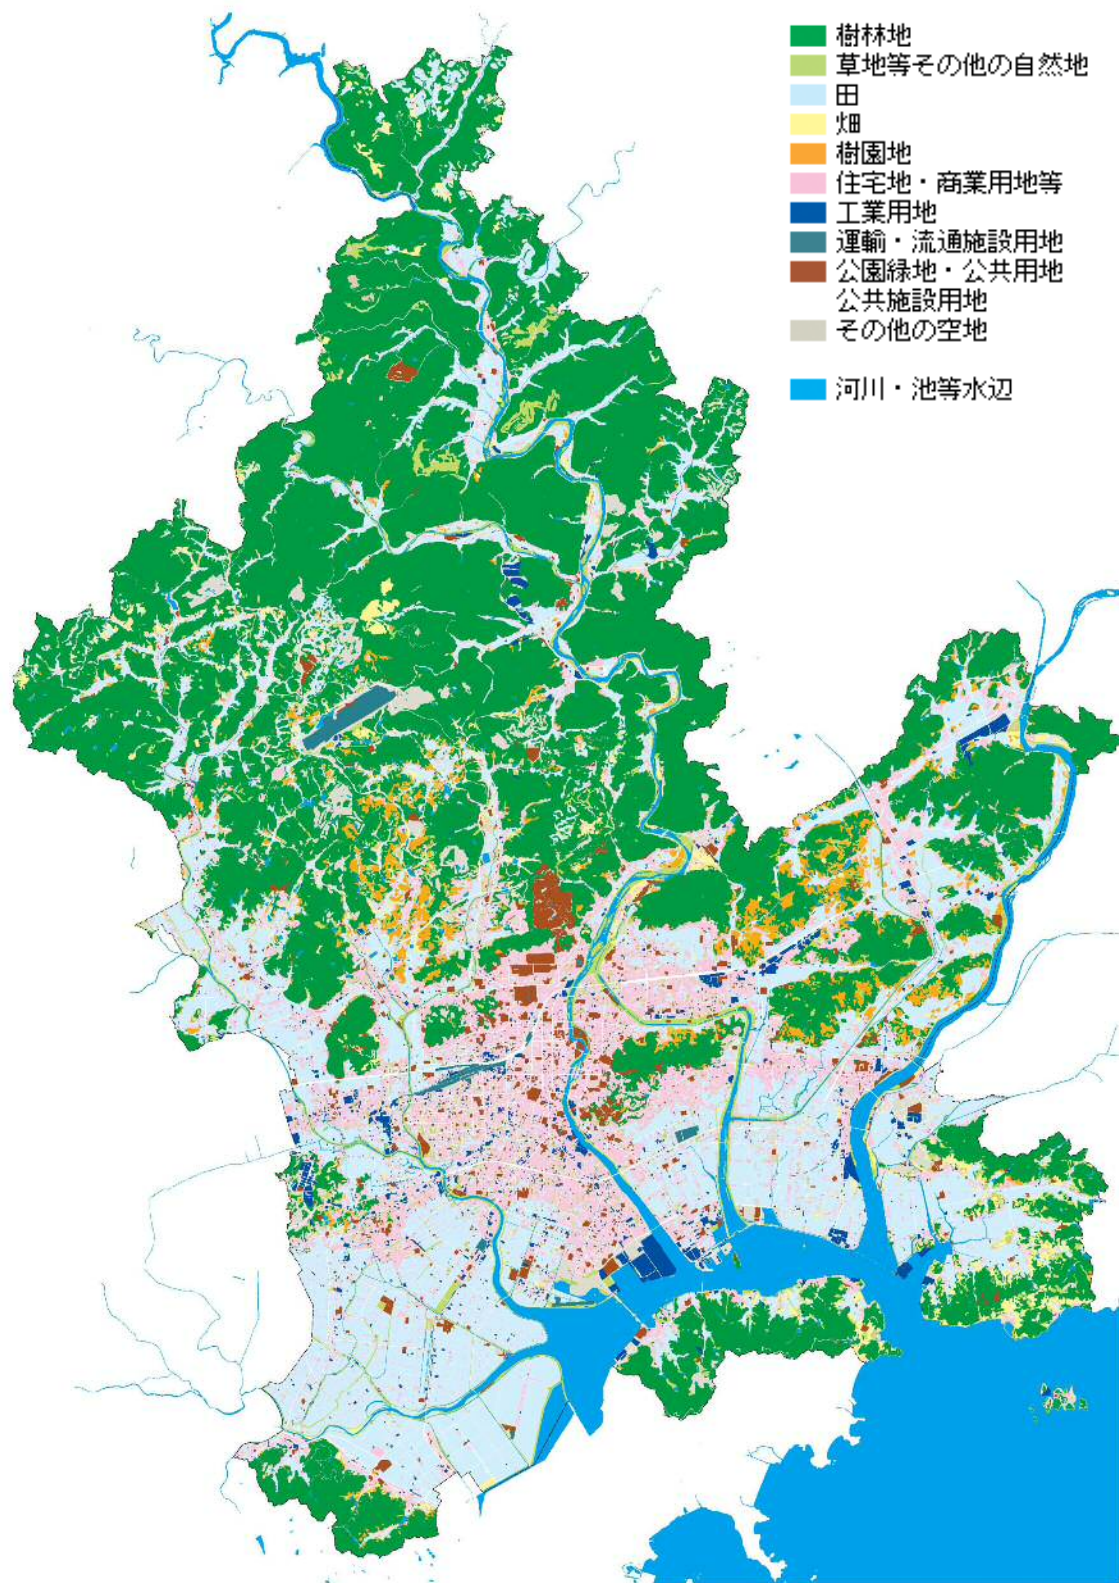 樹林地
草地等その他の自然地
田
畑
樹園地
住宅地・商業用地等
工業用地
運輸・流通施設用地
公園緑地・公共用地
公共施設用地
その他の空地
河川・池等水辺